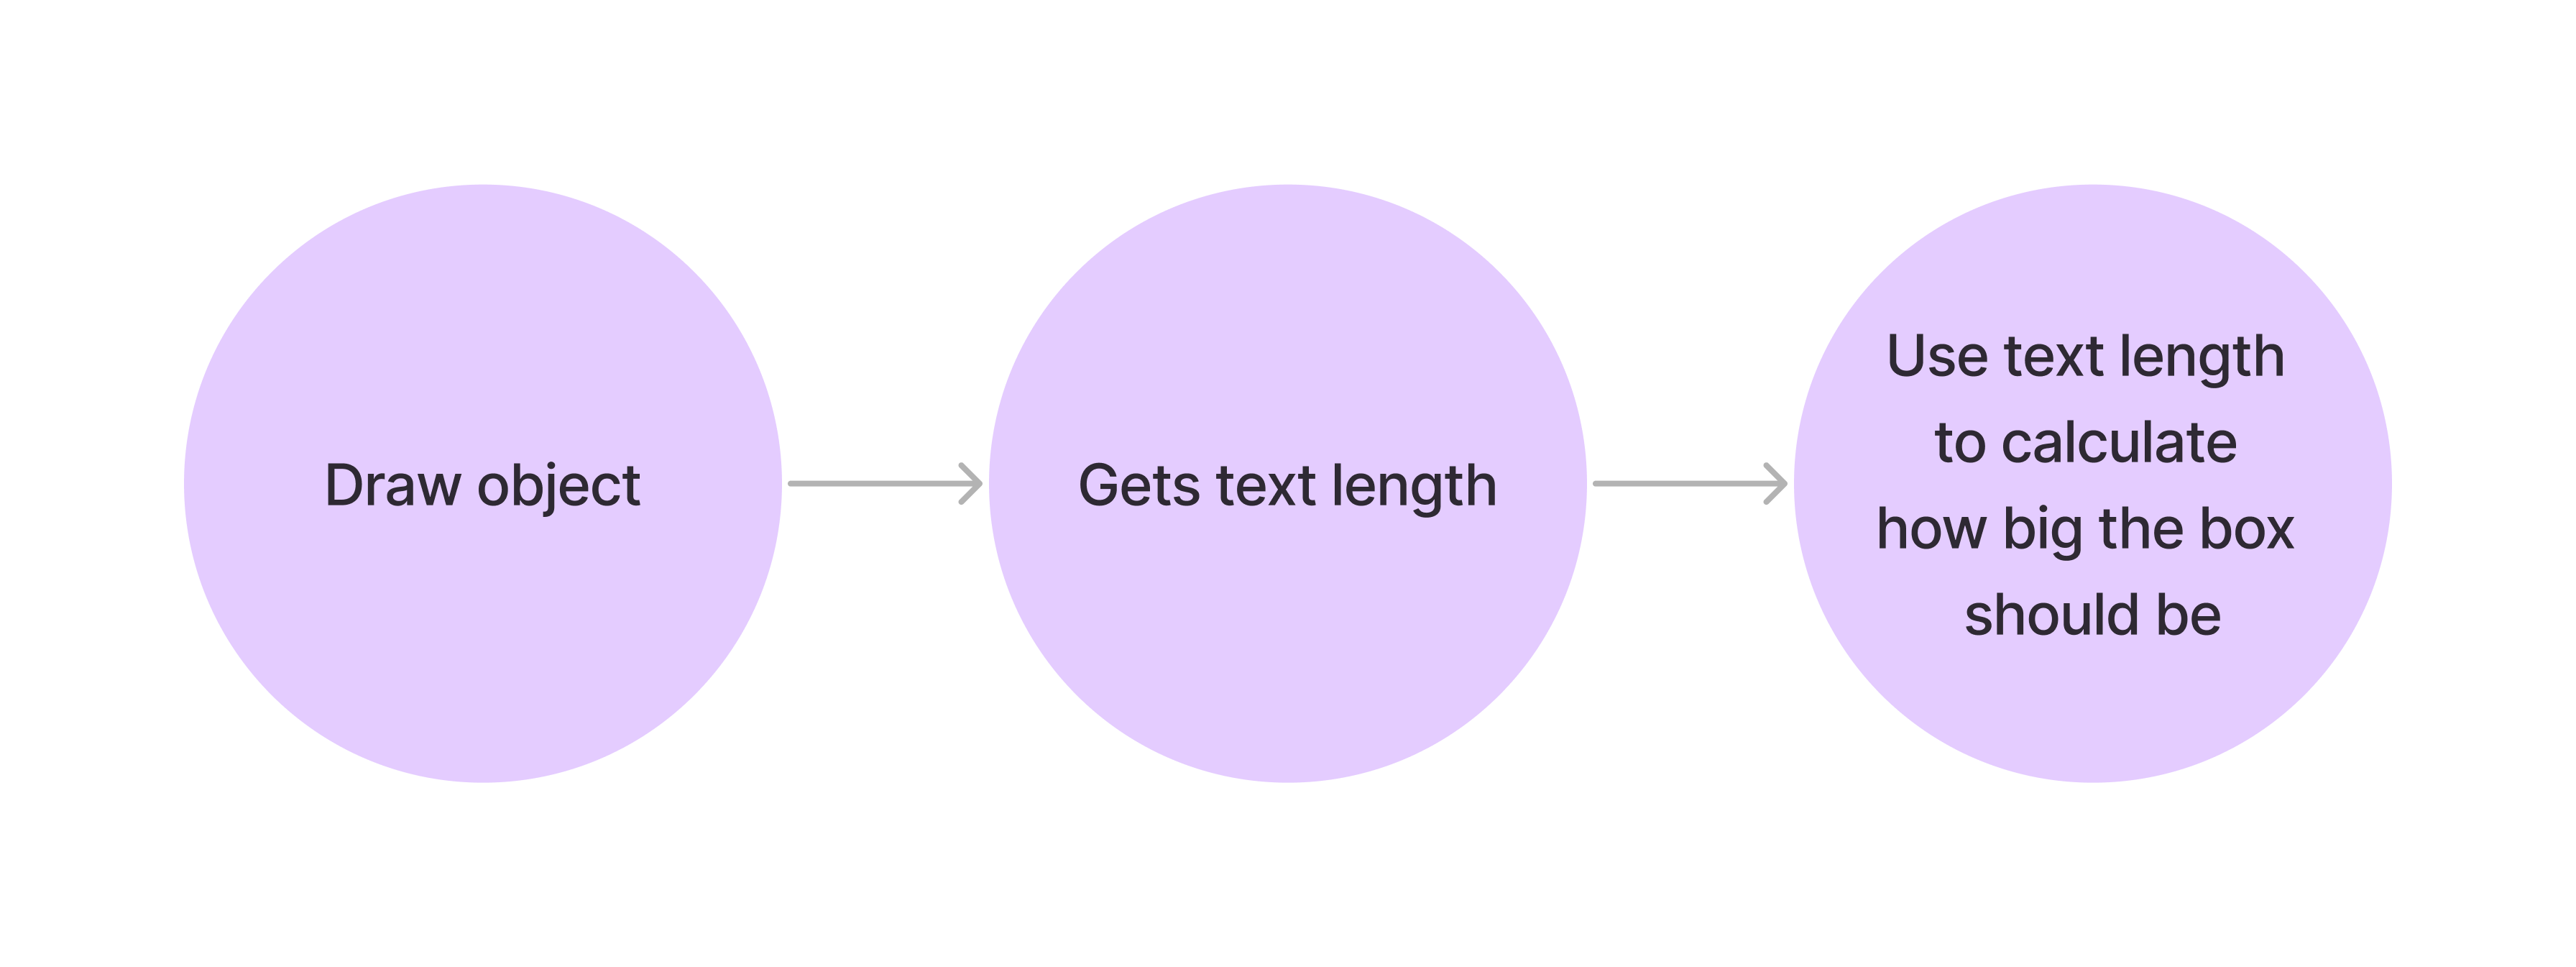 Draw object
Gets text length
Use text length
to calculate
how big the box
should be